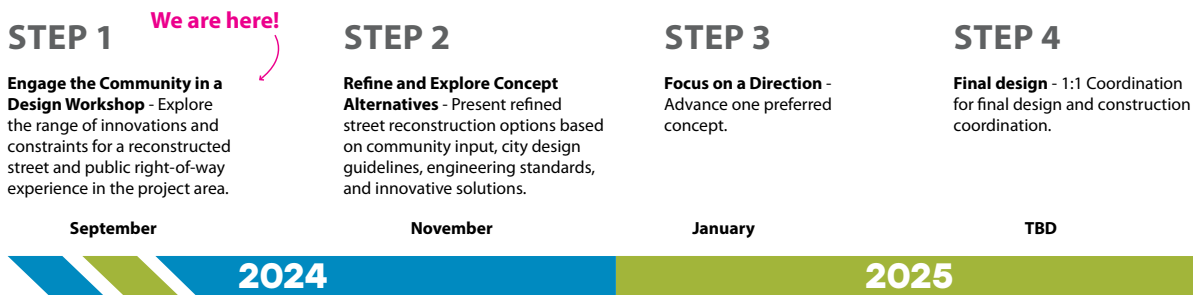 We are here!
STEP 1
Engage the Community in a
Design Workshop - Explore
the range of innovations and
constraints for a reconstructed
street and public right-of-way
experience in the project area.
September
STEP 2
Refine and Explore Concept
Alternatives - Present refined
street reconstruction options based
on community input, city design
guidelines, engineering standards,
and innovative solutions.
November
STEP 3
Focus on a Direction -
Advance one preferred
concept.
January
STEP 4
Final design - 1:1 Coordination
for final design and construction
coordination.
TBD
2024
2025